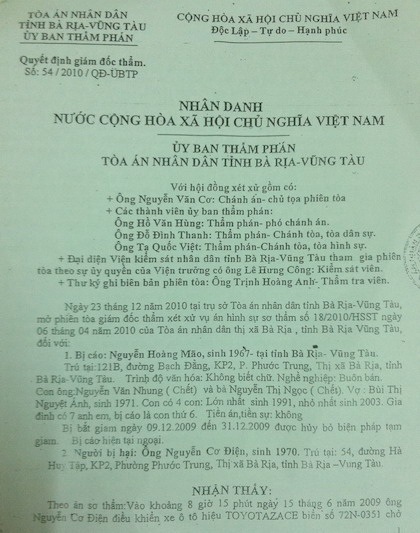 TÒA ÁN NHÂN DÂN
TỈNH BÀ RỊA-VŨNG TÀU
ỦY BAN THẨM PHÁN
CỘNG HÒA XÃ HỘI CHỦ NGHĨA VIỆT NAM
Độc Lập – Tự do – Hạnh phúc
Quyết định giám đốc thẩm.
Số: 54 / 2010 / QĐ-ÚBTP
NHÂN DANH
NƯỚC CỘNG HÒA XÃ HỘI CHỦ NGHĨA VIỆT NAM
ỦY BAN THẨM PHÁN
TÒA ÁN NHÂN DÂN TỈNH BÀ RỊA-VŨNG TÀU
Với hội đồng xét xử gồm có:
+ Ông Nguyễn Văn Cơ: Chánh án- chủ tọa phiên tòa
+ Các thành viên ủy ban thẩm phán:
Ông Hồ Văn Hùng: Thẩm phán- phó chánh án.
Ông Đỗ Đình Thanh: Thẩm phán- Chánh tòa, tòa dân sự.
Ông Tạ Quốc Việt: Thẩm phán-Chánh tòa, tòa hình sự.
+ Đại diện Viện kiểm sát nhân dân tỉnh Bà Rịa-Vũng Tàu tham gia phiên
tòa theo sự ủy quyền của Viện trưởng có ông Lê Hưng Công: Kiểm sát viên.
+ Thư ký ghi biên bản phiên tòa: Ông Trịnh Hoàng Anh- Thẩm tra viên.
Ngày 23 tháng 12 năm 2010 tại trụ sở Tòa án nhân dân tỉnh Bà Rịa-Vũng Tàu,
mở phiên tòa giám đốc thẩm xét xử vụ án hình sự sơ thẩm số 18/2010/HSST ngày
06 tháng 04 năm 2010 của Tòa án nhân dân thị xã Bà Rịa , tỉnh Bà Rịa-Vũng Tàu,
đối với:
1. Bị cáo: Nguyễn Hoàng Mão, sinh 1967- tại tỉnh Bà Rịa- Vũng Tàu.
Trú tại:121B, đường Bạch Đằng, KP2, P. Phước Trung, Thị xã Bà Rịa, tỉnh
Bà Rịa-Vũng Tàu. Trình độ văn hóa: Không biết chữ. Nghề nghiệp: Buôn bán.
Con ông:Nguyễn Văn Nhung ( Chết) và bà Nguyễn Thị Ngọc ( Chết). Vợ : Bùi Thị
Nguyệt Ánh, sinh 1971. Con có 4 con: Lớn nhất sinh 1991, nhỏ nhất sinh 2003. Gia
đình có 7 anh em, bị cáo là con thứ 6. Tiền án,tiền sự: không
Bị bắt giam ngày 09.12.2009 đến 31.12.2009 được hủy bỏ biện pháp tạm
giam. Bị cáo hiện tại ngoại.
2. Người bị hại: Ông Nguyễn Cơ Điện, sinh 1970. Trú tại: 54, đường Hà
Huy Tập, KP2, Phường Phước Trung, Thị xã Bà Rịa, tỉnh Bà Rịa –Vung Tàu.
NHẬN THẤY:
Theo án sơ thẩm:Vào khoảng 8 giờ 15 phút ngày 15 tháng 6 năm 2009 ông
Nguyễn Cơ Điện điều khiển xe ô tô hiệu TOYOTAZACE biển số 72N-0351 chở
1